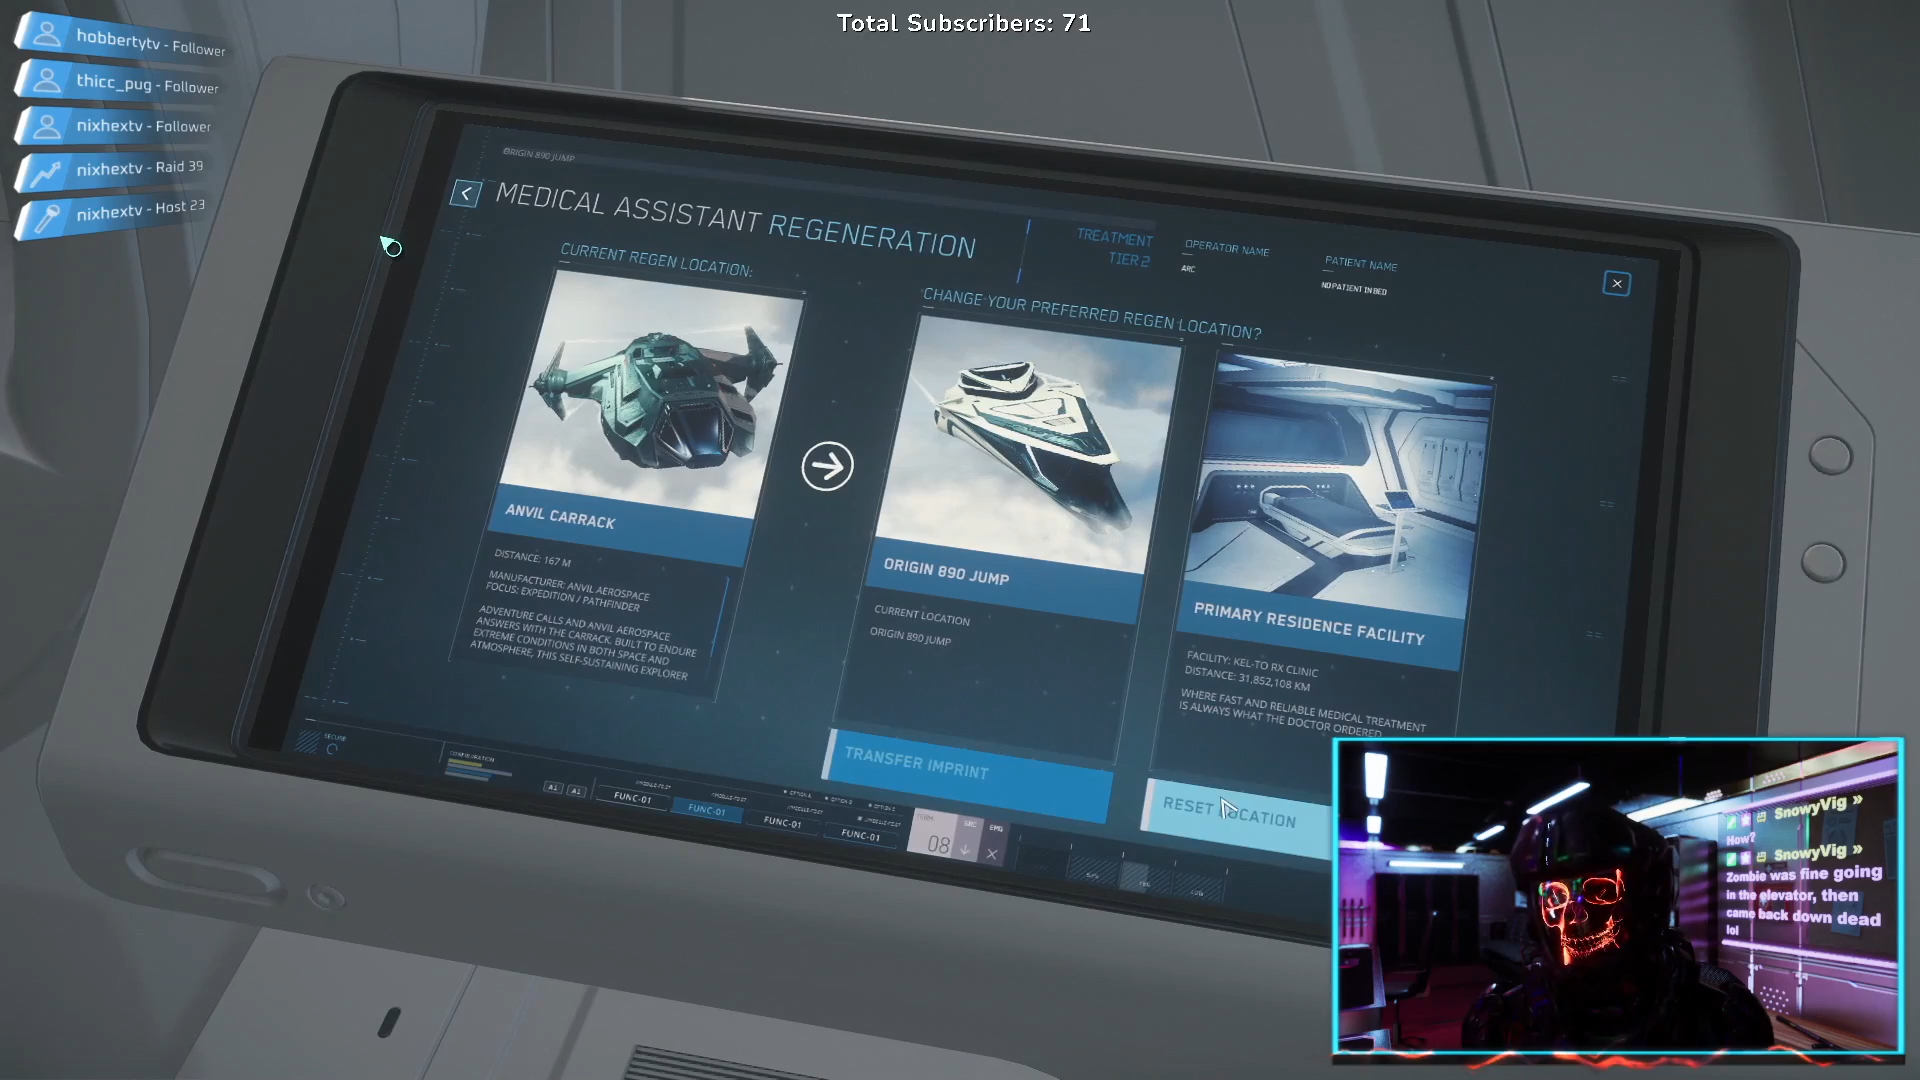 Total Subscribers: 71
hobbertytv - Follower
thicc_pug - Follower
nixhextv - Follower
nixhextv - Raid 39
nixhextv - Host 23
ORIGIN 890 JUMP
MEDICAL ASSISTANT REGENERATION
TREATMENT
TIER 2
OPERATOR NAME
ARC
PATIENT NAME
NO PATIENT IN BED
CURRENT REGEN LOCATION:
CHANGE YOUR PREFERRED REGEN LOCATION?
ANVIL CARRACK
DISTANCE: 167 M
MANUFACTURER: ANVIL AEROSPACE
FOCUS: EXPEDITION / PATHFINDER
ADVENTURE CALLS AND ANVIL AEROSPACE
ANSWERS WITH THE CARRACK. BUILT TO ENDURE
EXTREME CONDITIONS IN BOTH SPACE AND
ATMOSPHERE, THIS SELF-SUSTAINING EXPLORER
ORIGIN 890 JUMP
CURRENT LOCATION
ORIGIN 890 JUMP
TRANSFER IMPRINT
PRIMARY RESIDENCE FACILITY
FACILITY: KEL-TO RX CLINIC
DISTANCE: 31,852,108 KM
WHERE FAST AND RELIABLE MEDICAL TREATMENT
IS ALWAYS WHAT THE DOCTOR ORDERED
RESET LOCATION
SECURE
CONFIGURATION
A1 A1
FUNC-01
FUNC-01
FUNC-01
FUNC-01
08
SnowyVig »
How?
SnowyVig »
Zombie was fine going
in the elevator, then
came back down dead
lol